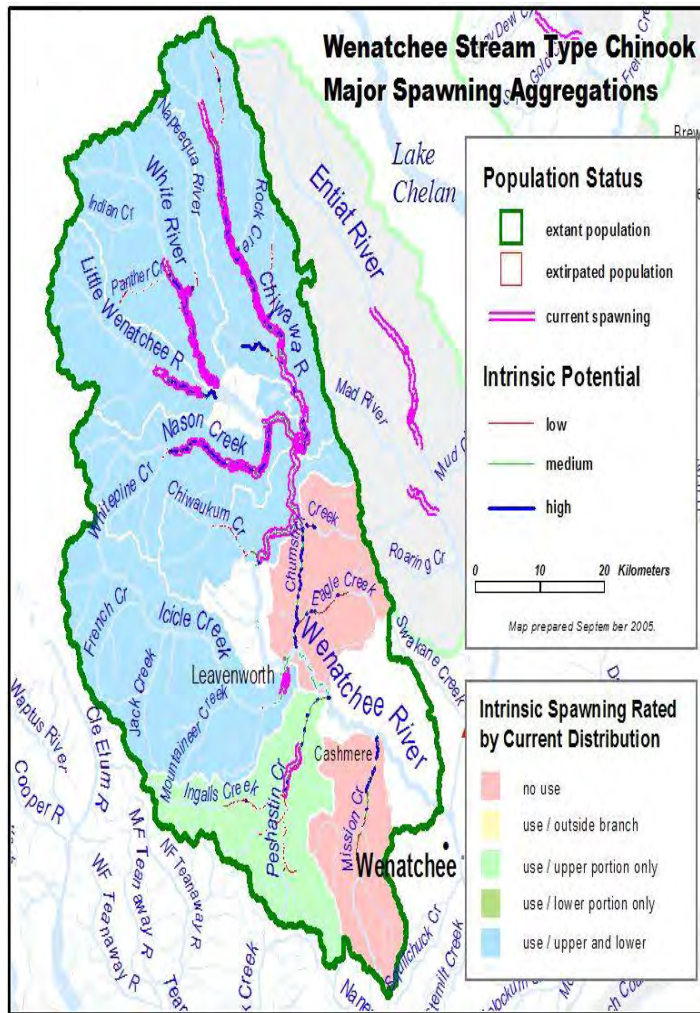 Wenatchee Stream Type Chinook
Major Spawning Aggregations
Lake
Chelan
Population Status
extant population
extirpated population
current spawning
Intrinsic Potential
low
medium
high
0 10 20 Kilometers
Map prepared September 2005.
Intrinsic Spawning Rated
by Current Distribution
no use
use / outside branch
use / upper portion only
use / lower portion only
use / upper and lower
Napeequa River
White River
Indian Cr
Panther Cr
Little Wenatchee R
Rock Cre
Chiwawa R
Entiat River
Mad River
Roaring Cr
Nason Creek
Whitepine Cr
Chiwaukum Cr
Chumstick
Creek
Eagle Creek
French Cr
Icicle Creek
Jack Creek
Mountaineer Creek
Leavenworth
Wenatchee River
Swakane Creek
Cashmere
Ingalls Creek
Peshastin Cr
Mission Cr
Wenatchee
Waptus River
Cle Elum R
Cooper R
MF Teanaway R
NF Teanaway R
WF Teanaway R
Brew